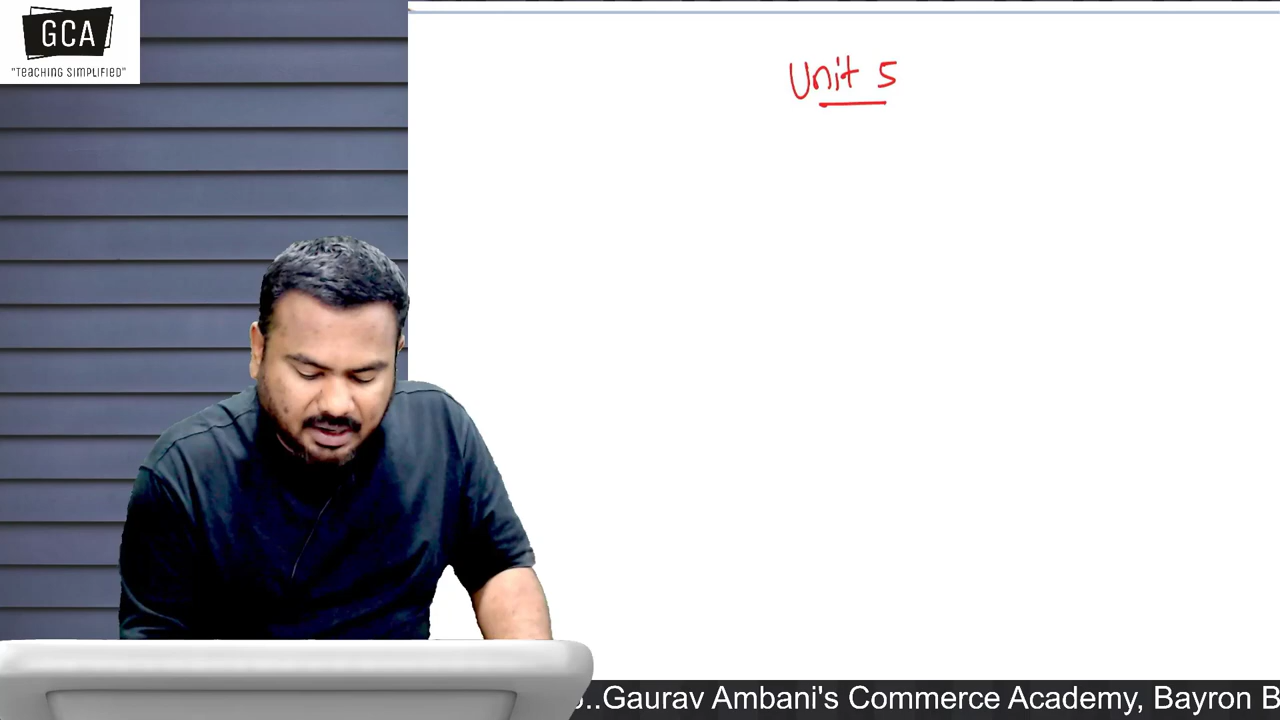 GCA
"Teaching Simplified"
Unit 5
..Gaurav Ambani's Commerce Academy, Bayron B